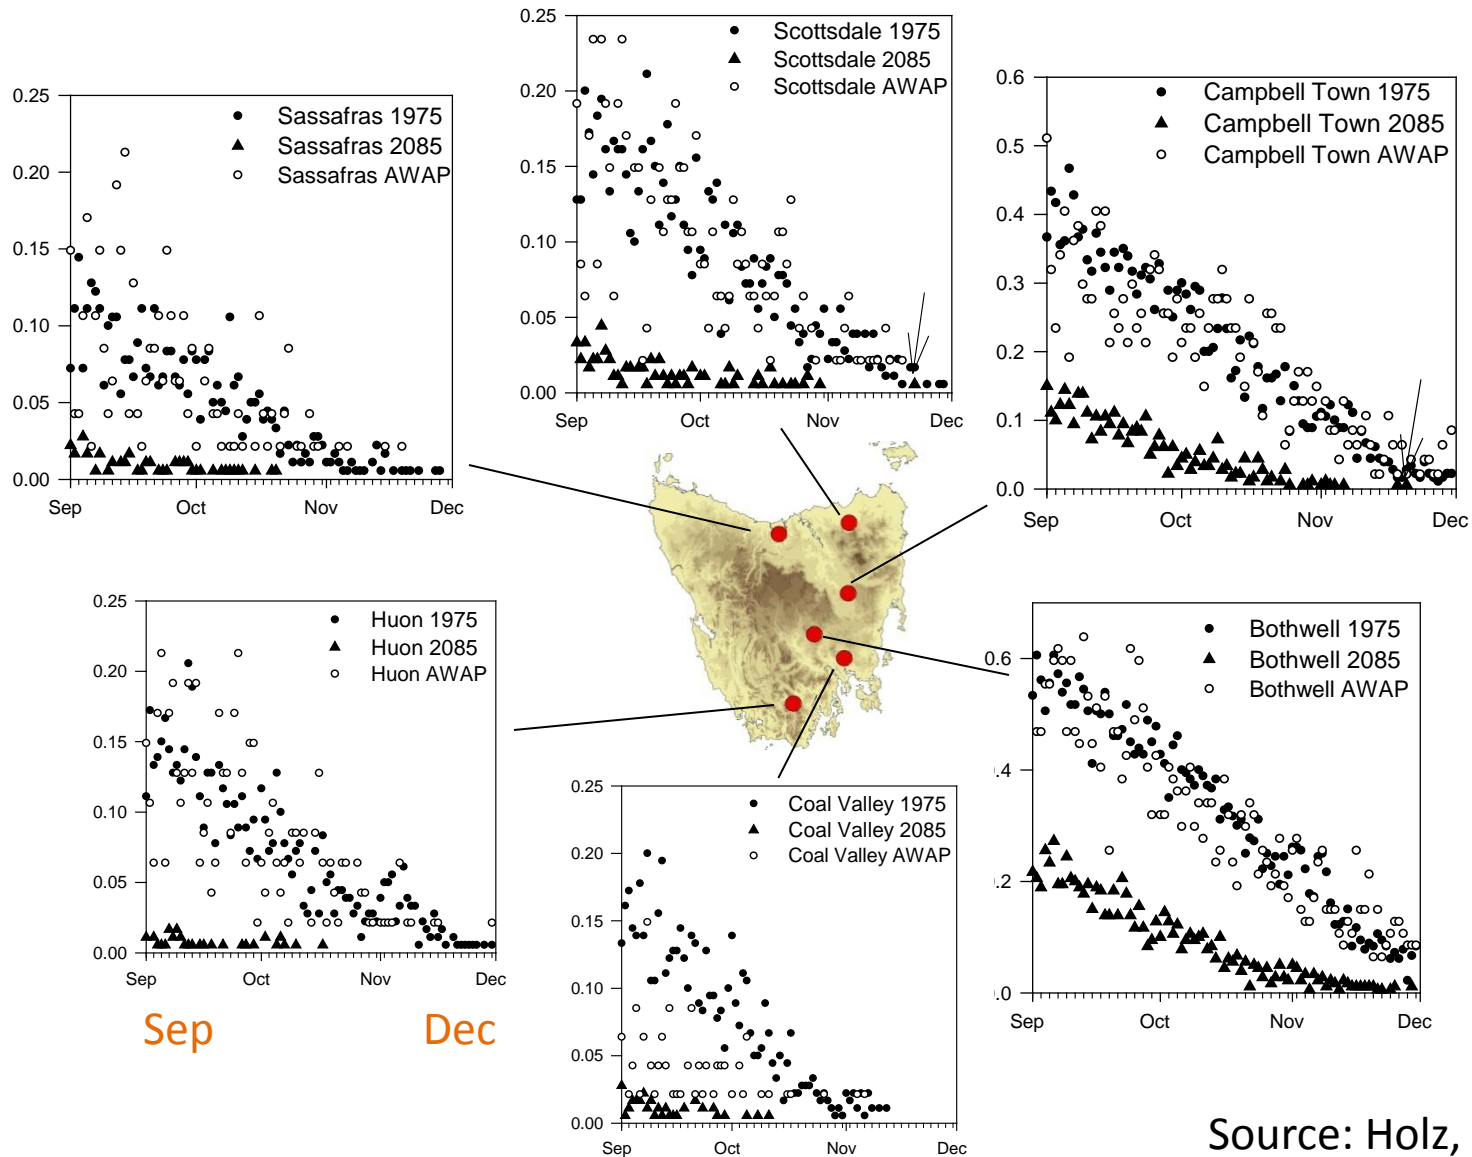 Scottsdale 1975
Scottsdale 2085
Scottsdale AWAP
0.25
0.20
0.15
0.10
0.05
0.00
Sep Oct Nov Dec
Sassafras 1975
Sassafras 2085
Sassafras AWAP
0.25
0.20
0.15
0.10
0.05
0.00
Sep Oct Nov Dec
Campbell Town 1975
Campbell Town 2085
Campbell Town AWAP
0.6
0.5
0.4
0.3
0.2
0.1
0.0
Sep Oct Nov Dec
Huon 1975
Huon 2085
Huon AWAP
0.25
0.20
0.15
0.10
0.05
0.00
Sep Oct Nov Dec
Sep Dec
Bothwell 1975
Bothwell 2085
Bothwell AWAP
0.6
0.4
0.2
0.0
Sep Oct Nov Dec
Coal Valley 1975
Coal Valley 2085
Coal Valley AWAP
0.25
0.20
0.15
0.10
0.05
0.00
Sep Oct Nov Dec
Source: Holz,